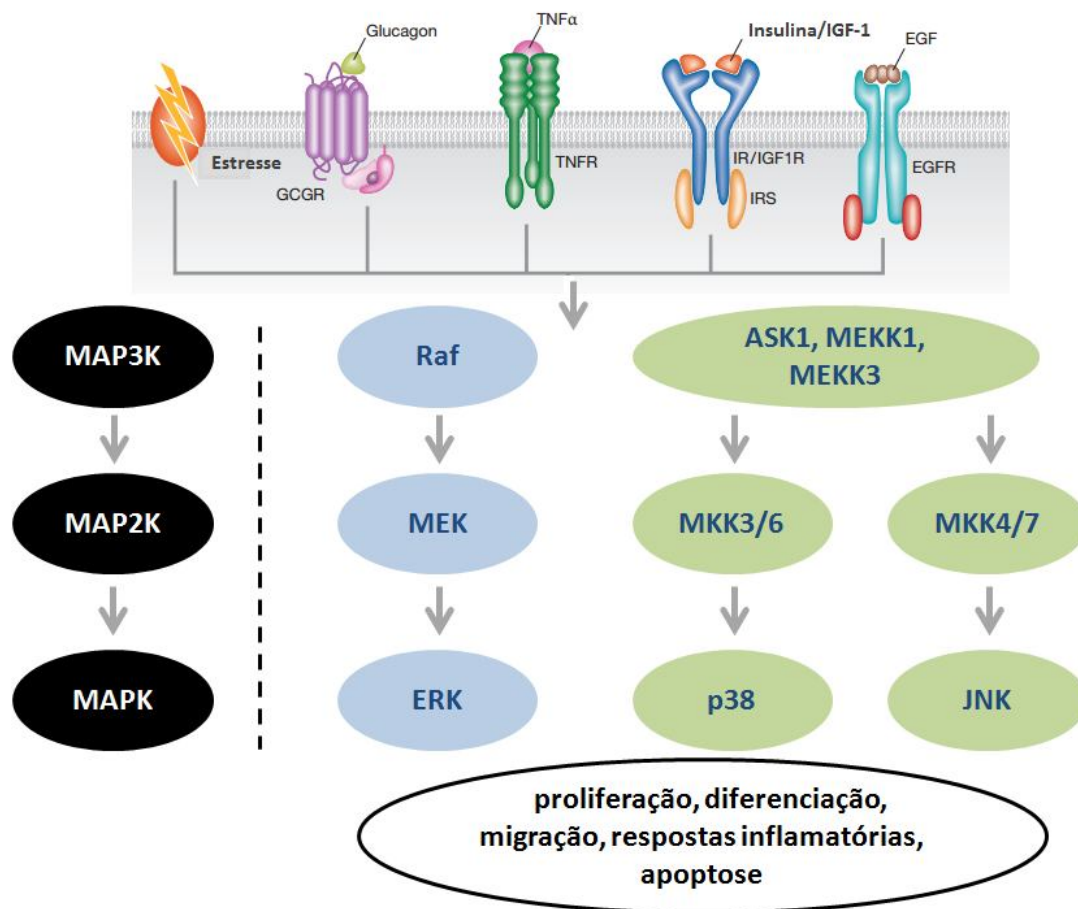 TNFα
Glucagon
Insulina/IGF-1
EGF
Estresse
GCGR
TNFR
IR/IGF1R
IRS
EGFR
MAP3K
Raf
ASK1, MEKK1,
MEKK3
MAP2K
MEK
MKK3/6
MKK4/7
MAPK
ERK
p38
JNK
proliferação, diferenciação,
migração, respostas inflamatórias,
apoptose